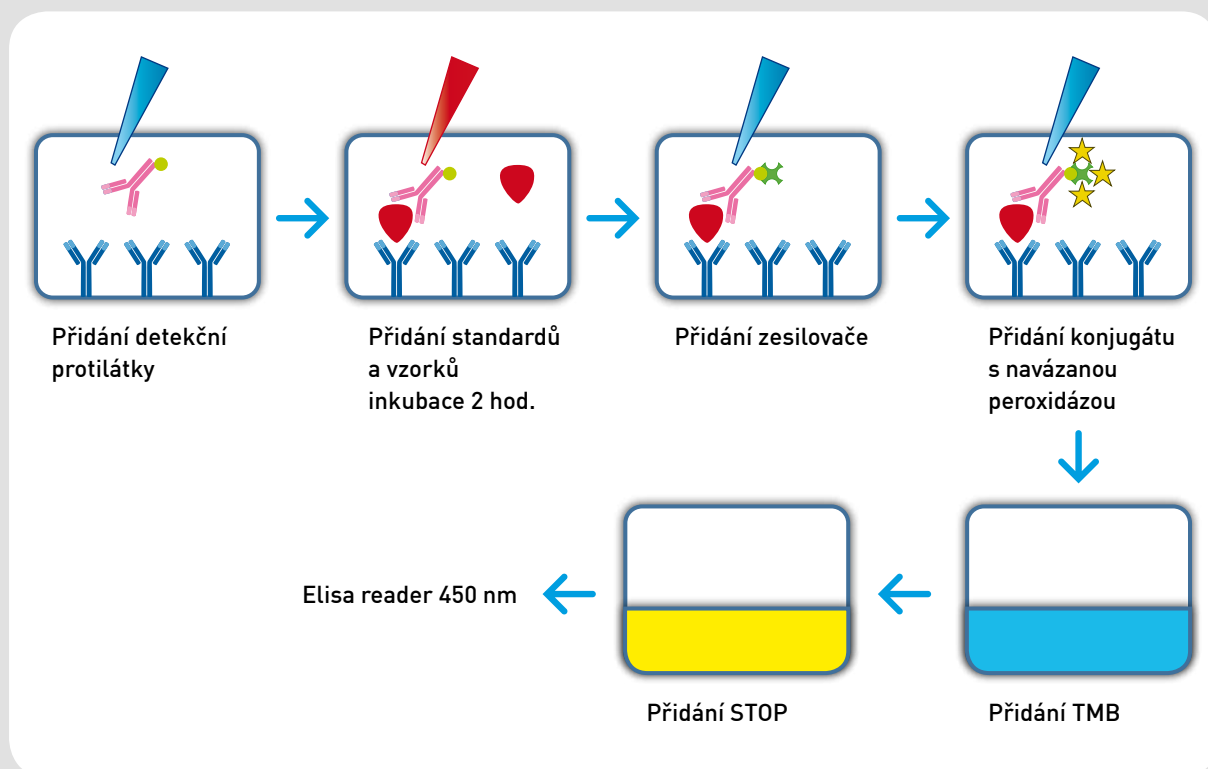 Přidání detekční
protilátky
Přidání standardů
a vzorků
inkubace 2 hod.
Přidání zesilovače
Přidání konjugátu
s navázanou
peroxidázou
Přidání TMB
Přidání STOP
Elisa reader 450 nm